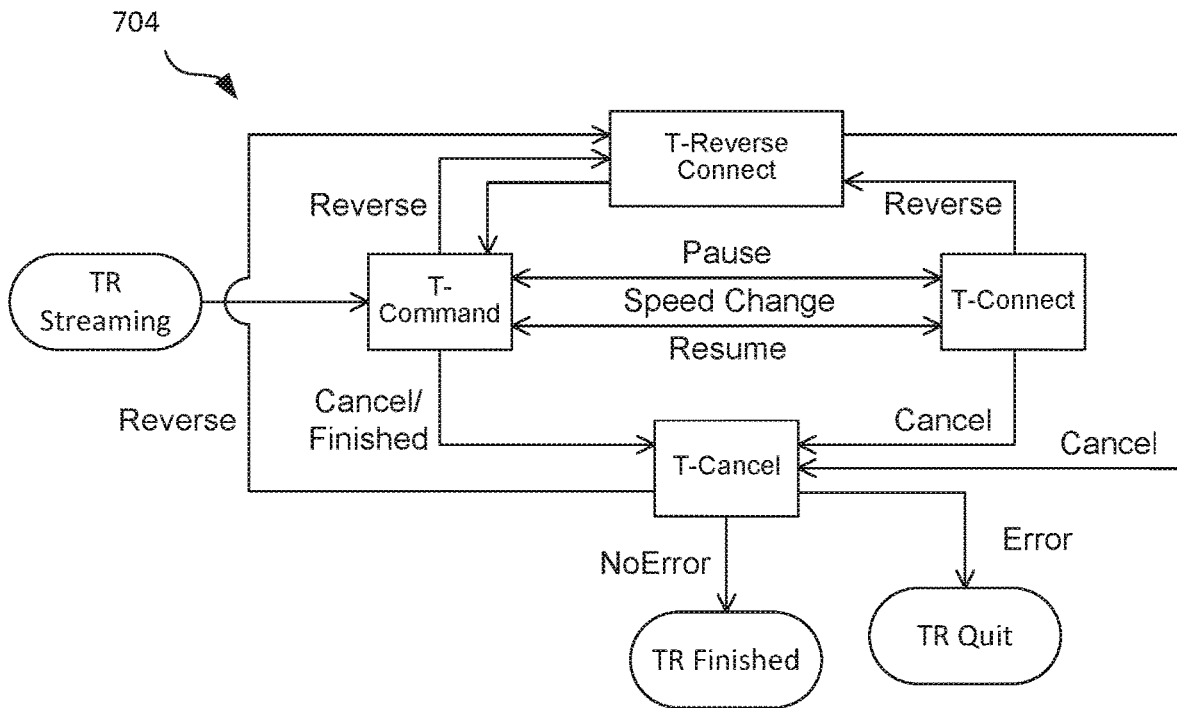 704
T-Reverse
Connect
Reverse
Reverse
TR
Streaming
T-
Command
Pause
Speed Change
Resume
T-Connect
Reverse
Cancel/
Finished
T-Cancel
Cancel
Cancel
NoError
Error
TR Finished
TR Quit